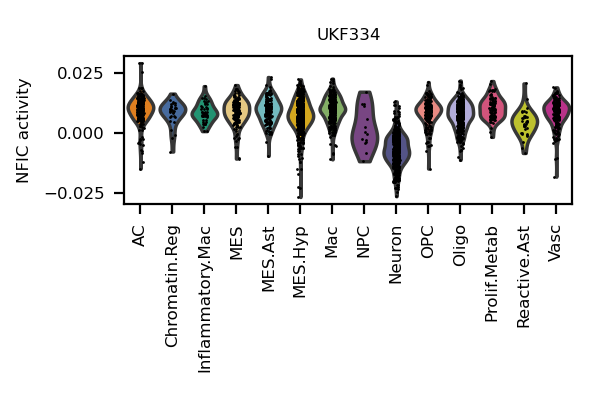 UKF334
NFIC activity
0.025
0.000
−0.025
AC
Chromatin.Reg
Inflammatory.Mac
MES
MES.Ast
MES.Hyp
Mac
NPC
Neuron
OPC
Oligo
Prolif.Metab
Reactive.Ast
Vasc